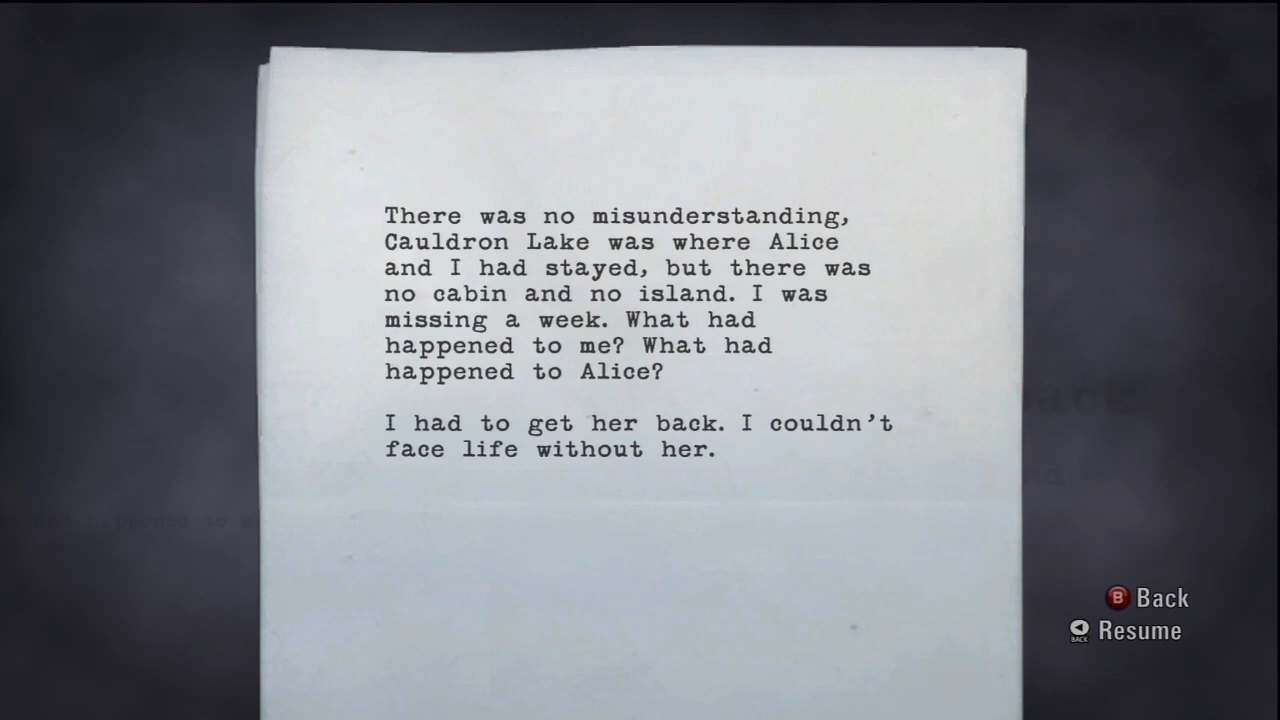 There was no misunderstanding,
Cauldron Lake was where Alice
and I had stayed, but there was
no cabin and no island. I was
missing a week. What had
happened to me? What had
happened to Alice?
I had to get her back. I couldn't
face life without her.
B Back
BACK Resume